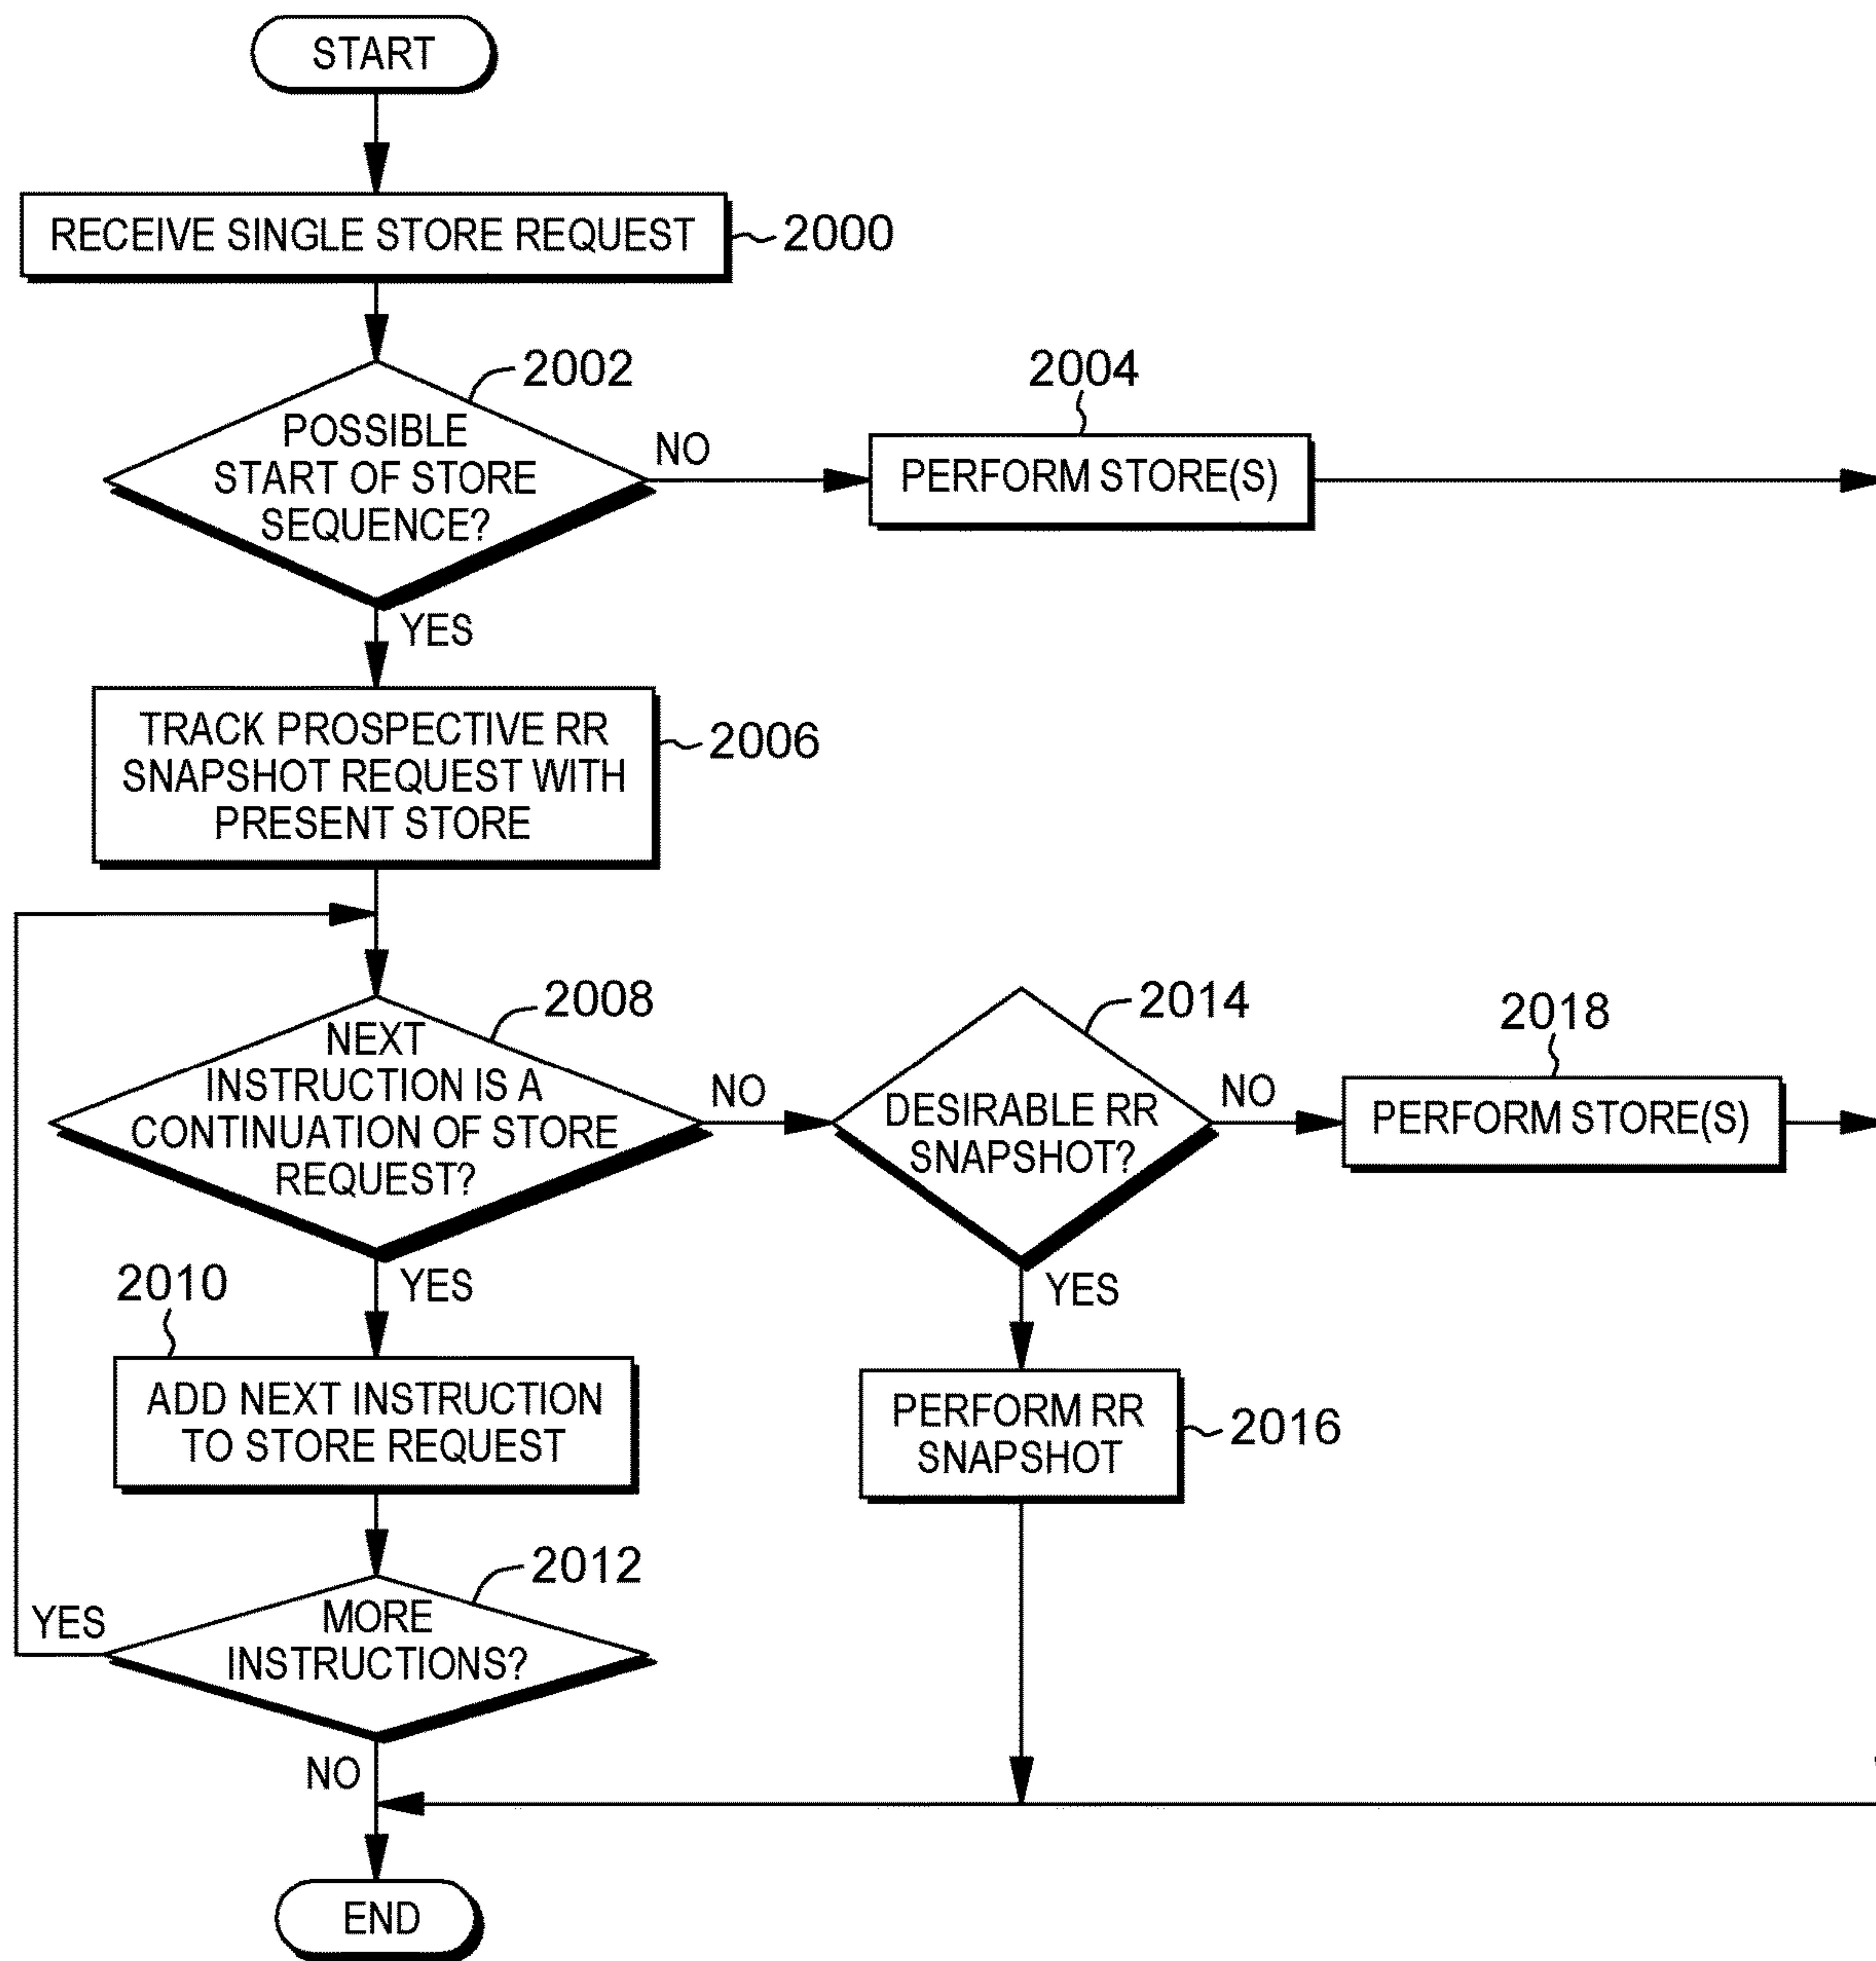 START
RECEIVE SINGLE STORE REQUEST
2000
2002
POSSIBLE
START OF STORE
SEQUENCE?
NO
2004
PERFORM STORE(S)
YES
TRACK PROSPECTIVE RR
SNAPSHOT REQUEST WITH
PRESENT STORE
2006
2008
NEXT
INSTRUCTION IS A
CONTINUATION OF STORE
REQUEST?
NO
2014
DESIRABLE RR
SNAPSHOT?
NO
2018
PERFORM STORE(S)
YES
2010
ADD NEXT INSTRUCTION
TO STORE REQUEST
YES
PERFORM RR
SNAPSHOT
2016
2012
MORE
INSTRUCTIONS?
YES
NO
END